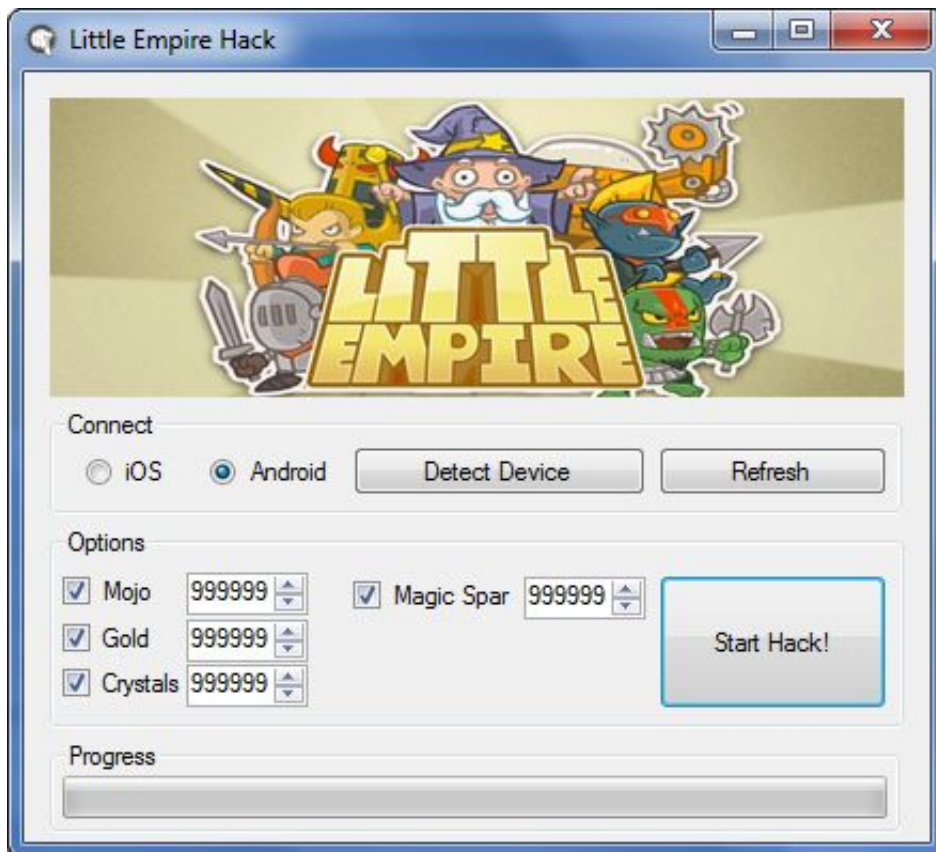 Little Empire Hack
LITTLE
EMPIRE
Connect
iOS Android Detect Device Refresh
Options
Mojo 999999 Magic Spar 999999
Gold 999999
Crystals 999999
Start Hack!
Progress